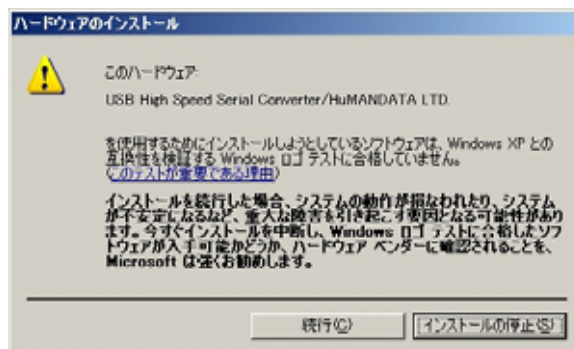 ハードウェアのインストール
このハードウェア:
USB High Speed Serial Converter/HuMANDATA LTD.
を使用するためにインストールしようとしているソフトウェアは、Windows XP との
互換性を検証する Windows ロゴ テストに合格していません。
(このテストが重要である理由)
インストールを続行した場合、システムの動作が損なわれたり、システム
が不安定になるなど、重大な障害を引き起こす要因となる可能性があり
ます。今すぐインストールを中断し、Windows ロゴ テストに合格したソフ
トウェアが入手可能かどうか、ハードウェア ベンダーに確認されることを、
Microsoft は強くお勧めします。
続行(C)
インストールの停止(S)